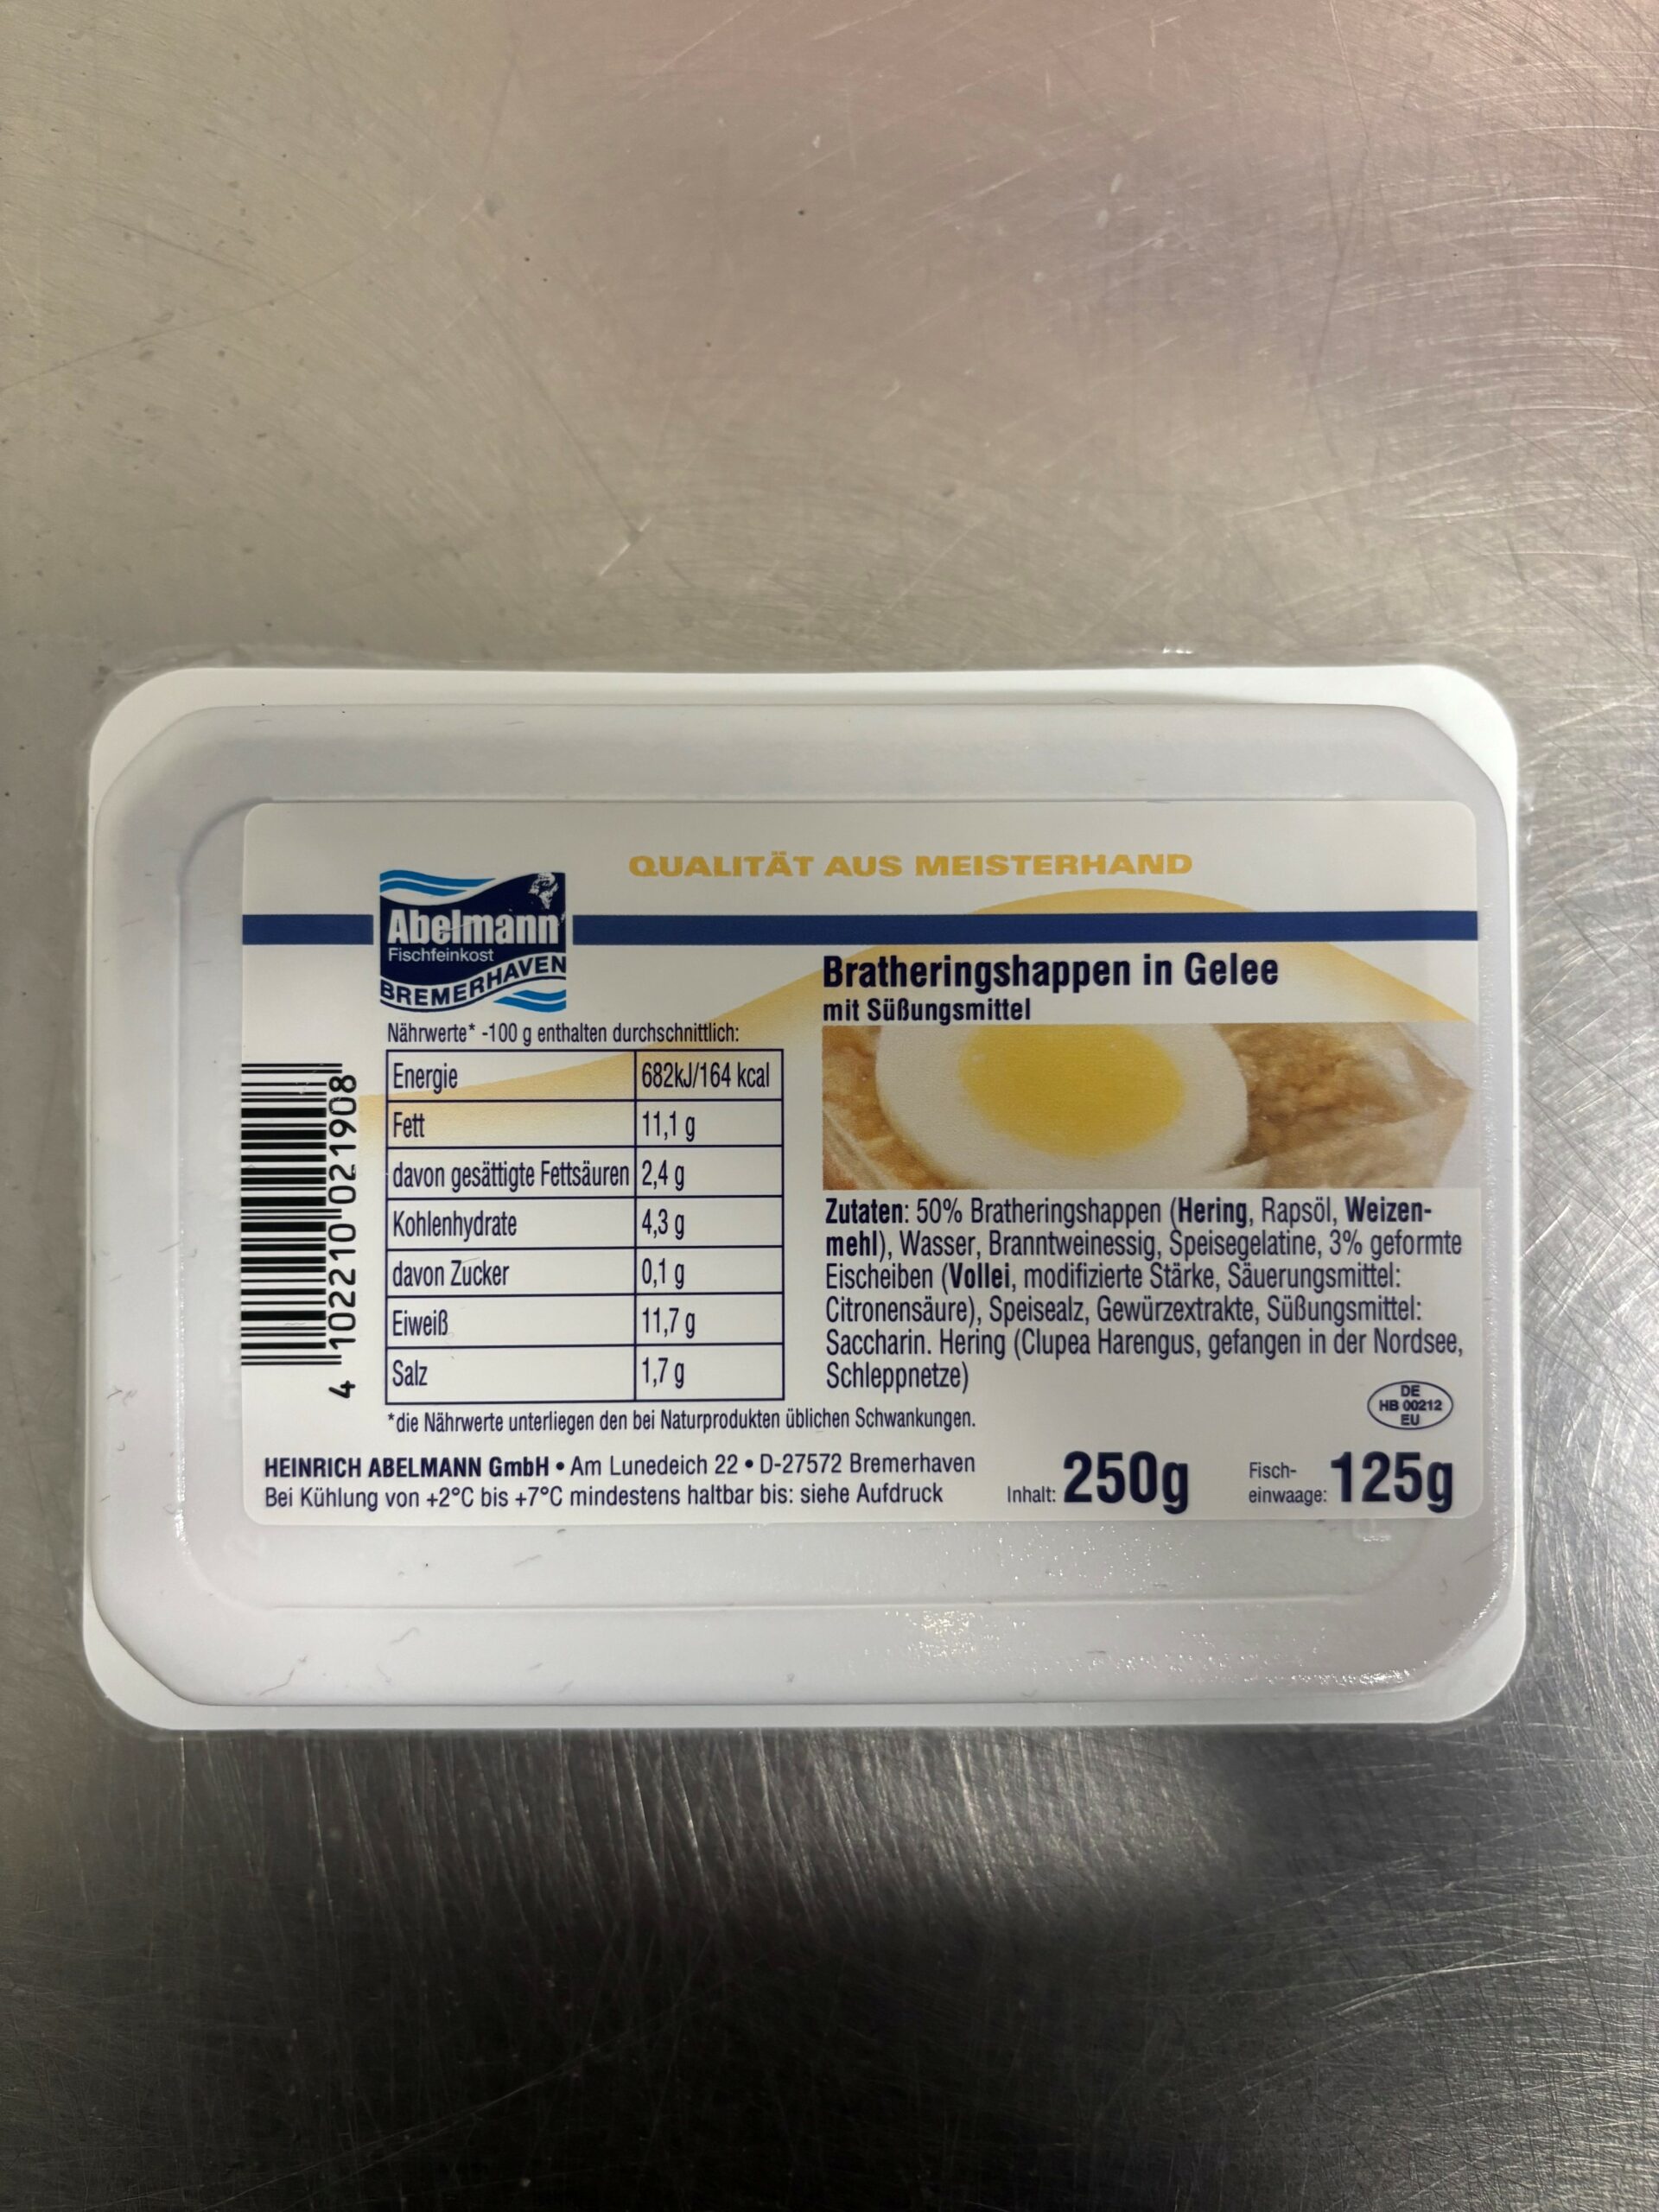 QUALITÄT AUS MEISTERHAND
Abelmann
Fischfeinkost
BREMERHAVEN
Nährwerte* -100 g enthalten durchschnittlich:
Energie 682kJ/164 kcal
Fett 11,1 g
davon gesättigte Fettsäuren 2,4 g
Kohlenhydrate 4,3 g
davon Zucker 0,1 g
Eiweiß 11,7 g
Salz 1,7 g
*die Nährwerte unterliegen den bei Naturprodukten üblichen Schwankungen.
4 102210 021908
Bratheringshappen in Gelee
mit Süßungsmittel
Zutaten: 50% Bratheringshappen (Hering, Rapsöl, Weizen-
mehl), Wasser, Branntweinessig, Speisegelatine, 3% geformte
Eischeiben (Vollei, modifizierte Stärke, Säuerungsmittel:
Citronensäure), Speisealz, Gewürzextrakte, Süßungsmittel:
Saccharin. Hering (Clupea Harengus, gefangen in der Nordsee,
Schleppnetze)
DE
HB 00212
EU
HEINRICH ABELMANN GmbH • Am Lunedeich 22 • D-27572 Bremerhaven
Bei Kühlung von +2°C bis +7°C mindestens haltbar bis: siehe Aufdruck
Inhalt: 250g
Fisch-
einwaage: 125g